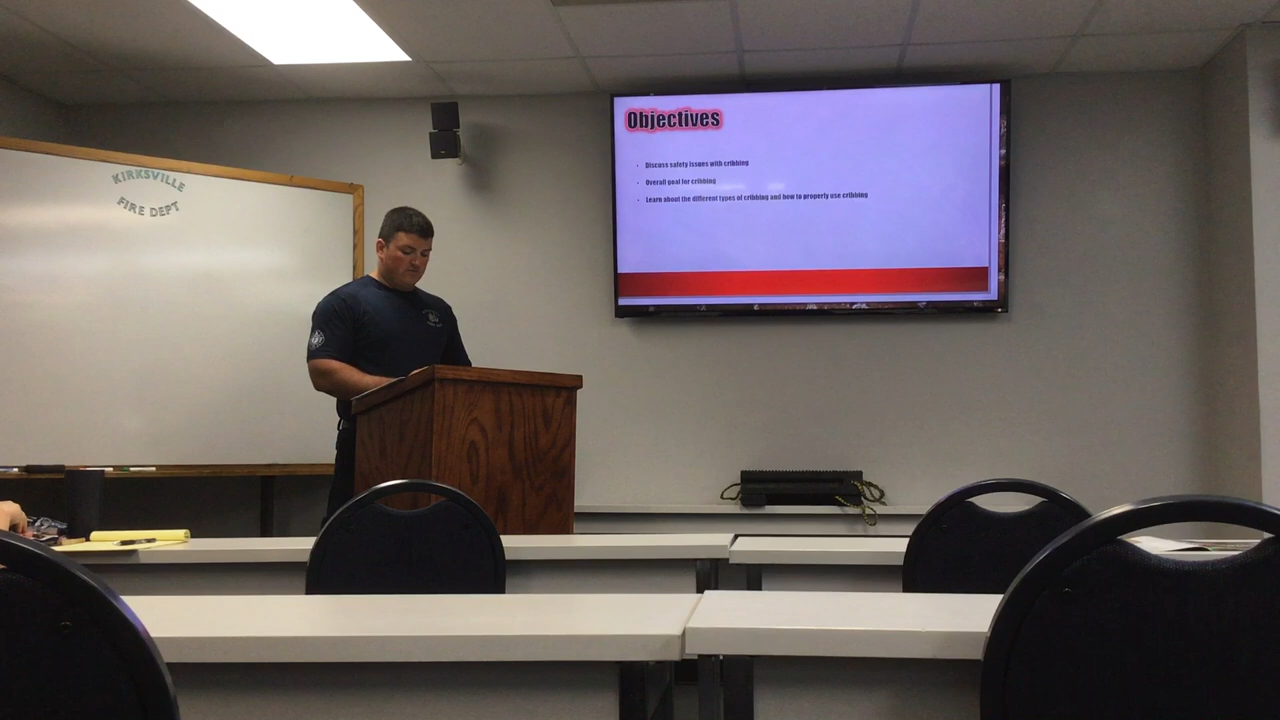 KIRKSVILLE
FIRE DEPT
Objectives
• Discuss safety issues with cribbing
• Overall goal for cribbing
• Learn about the different types of cribbing and how to properly use cribbing